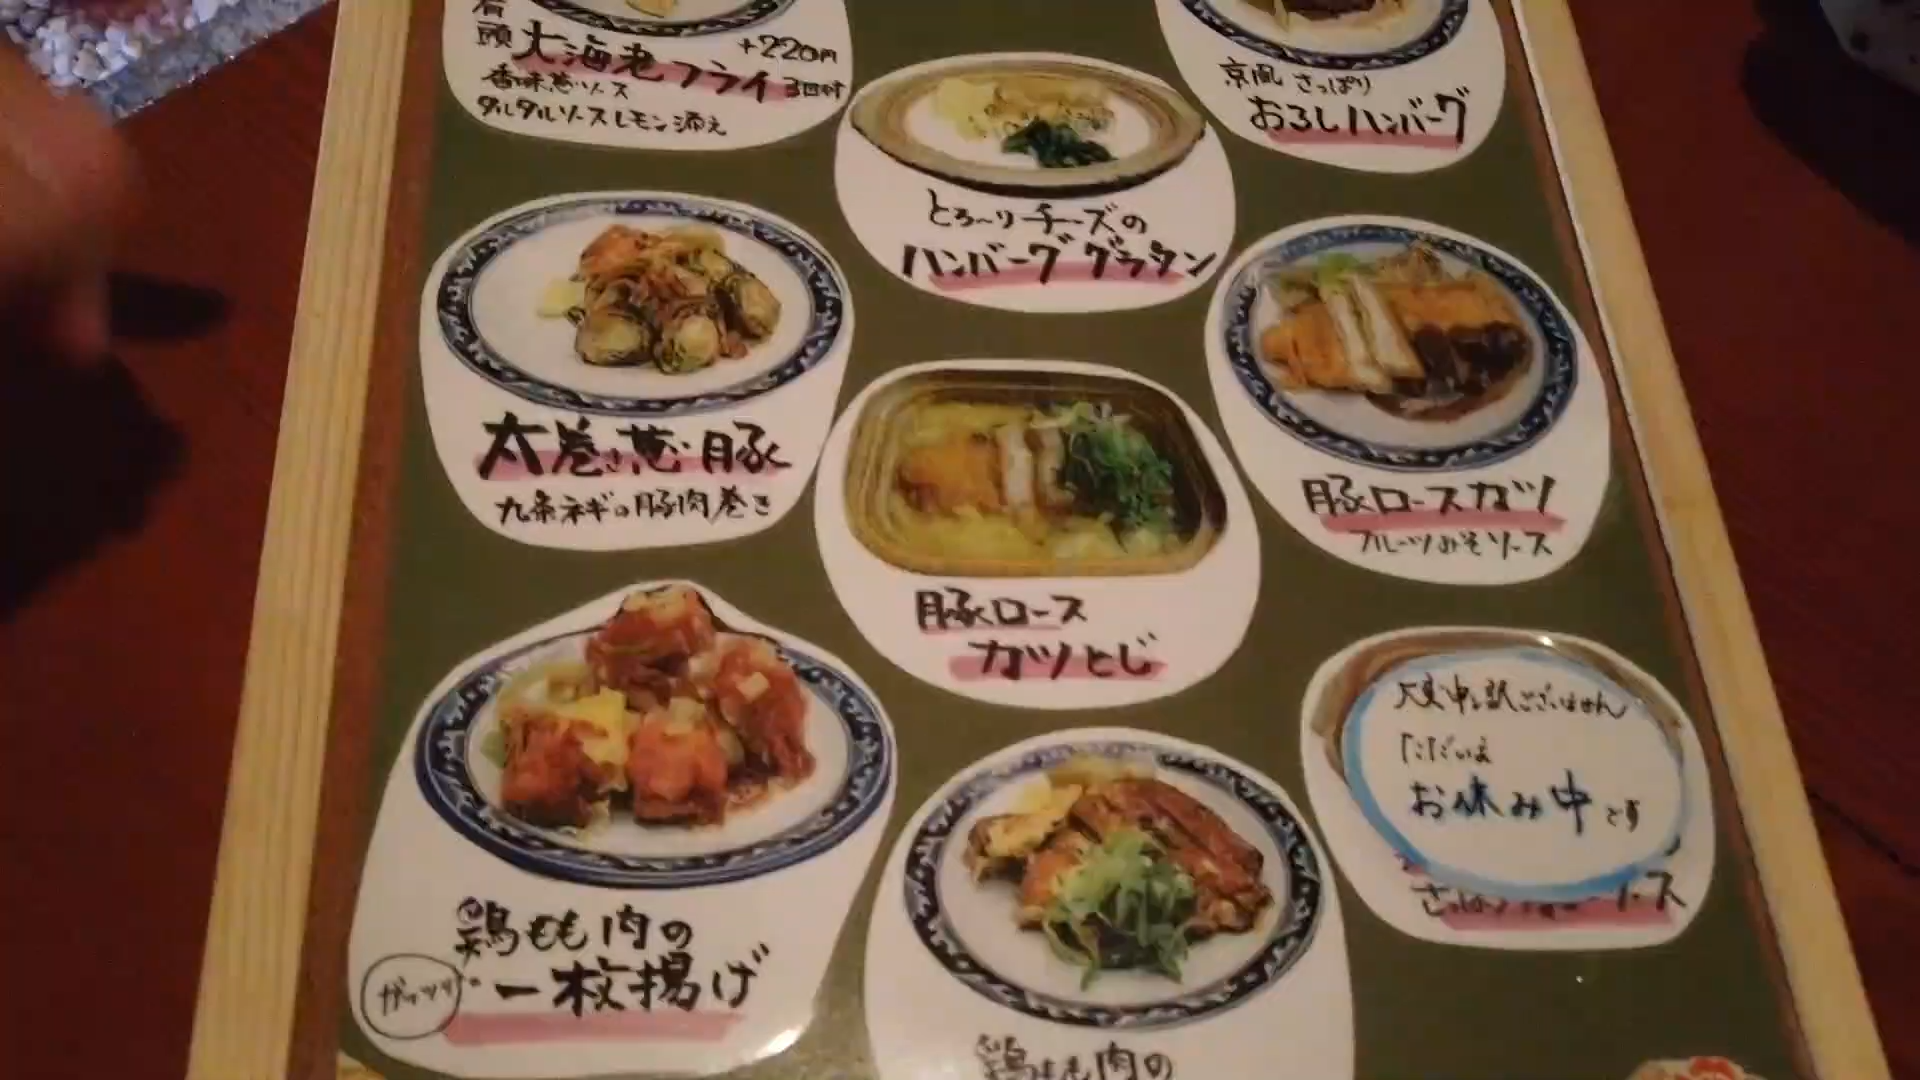 有頭大海老フライ
+220円
3回付
香味葱ソース
タルタルソースレモン添え
京風 さっぱり
おろしハンバーグ
とろ〜りチーズの
ハンバーググラタン
太巻き葱豚
九条ネギの豚肉巻き
豚ロースカツ
フルーツみそソース
豚ロース
カツとじ
大変申し訳ございません
ただいま
お休み中です
ソース
鶏もも肉の
ガッツリ
一枚揚げ
鶏もも肉の